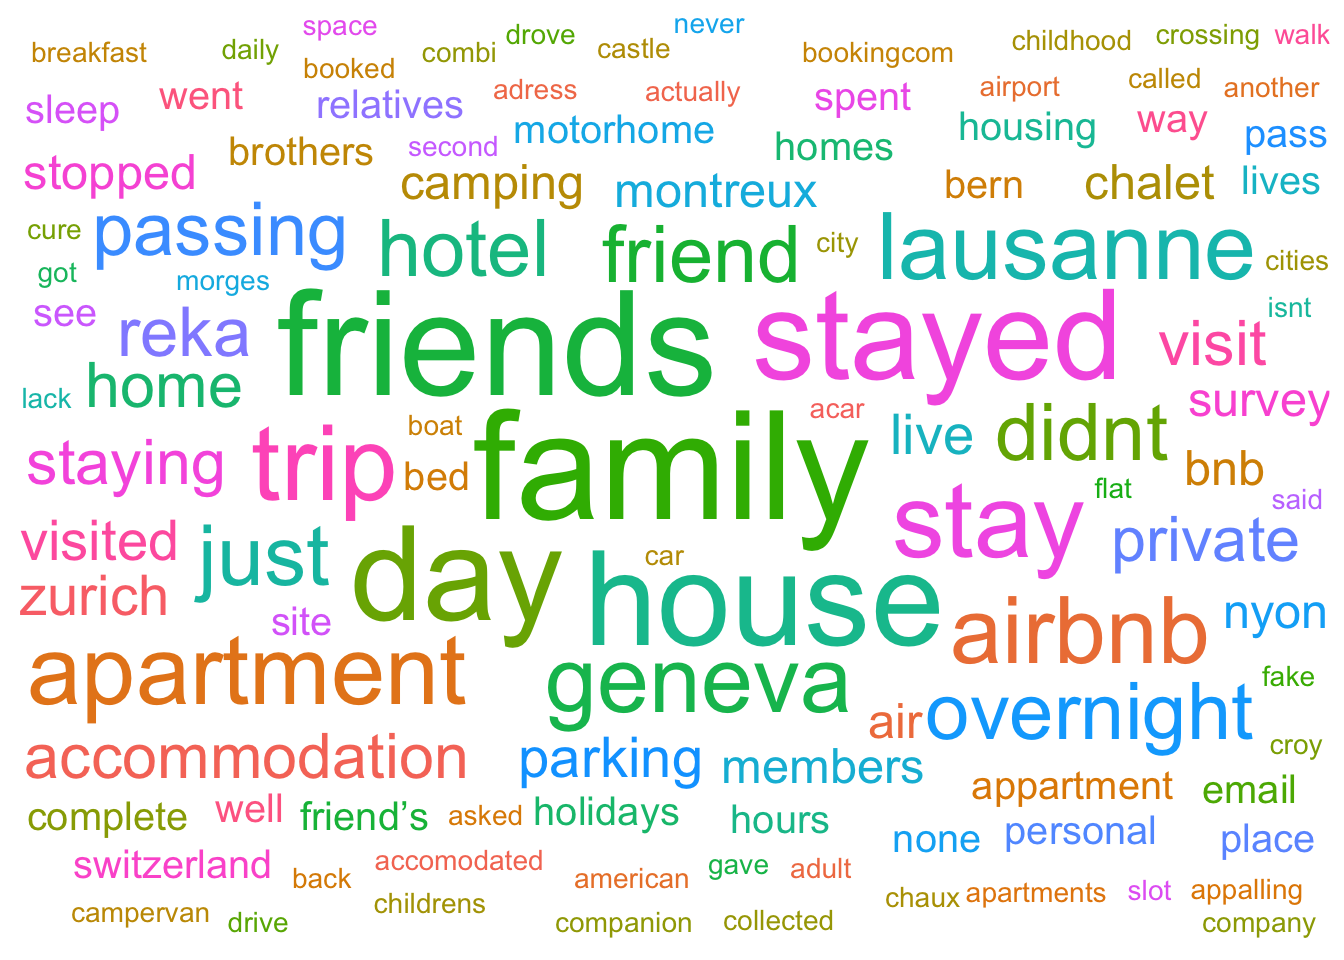 space never
breakfast daily drove castle bookingcom childhood crossing walk
booked combi
sleep went relatives adress actually spent airport called another
brothers second motorhome homes housing way pass
stopped camping montreux bern chalet lives
cure passing hotel friend city lausanne cities
got morges
see reka friends stayed visit isnt
lack home acar survey
staying trip boat bed family live didnt bnb
flat said
visited just day car house stay private
zurich site airbnb nyon
apartment geneva air overnight fake
accommodation parking members croy
complete well friend’s asked holidays hours appartment email
none personal place
switzerland back accomodated american gave adult
campervan drive childrens companion collected chaux apartments slot appalling
company